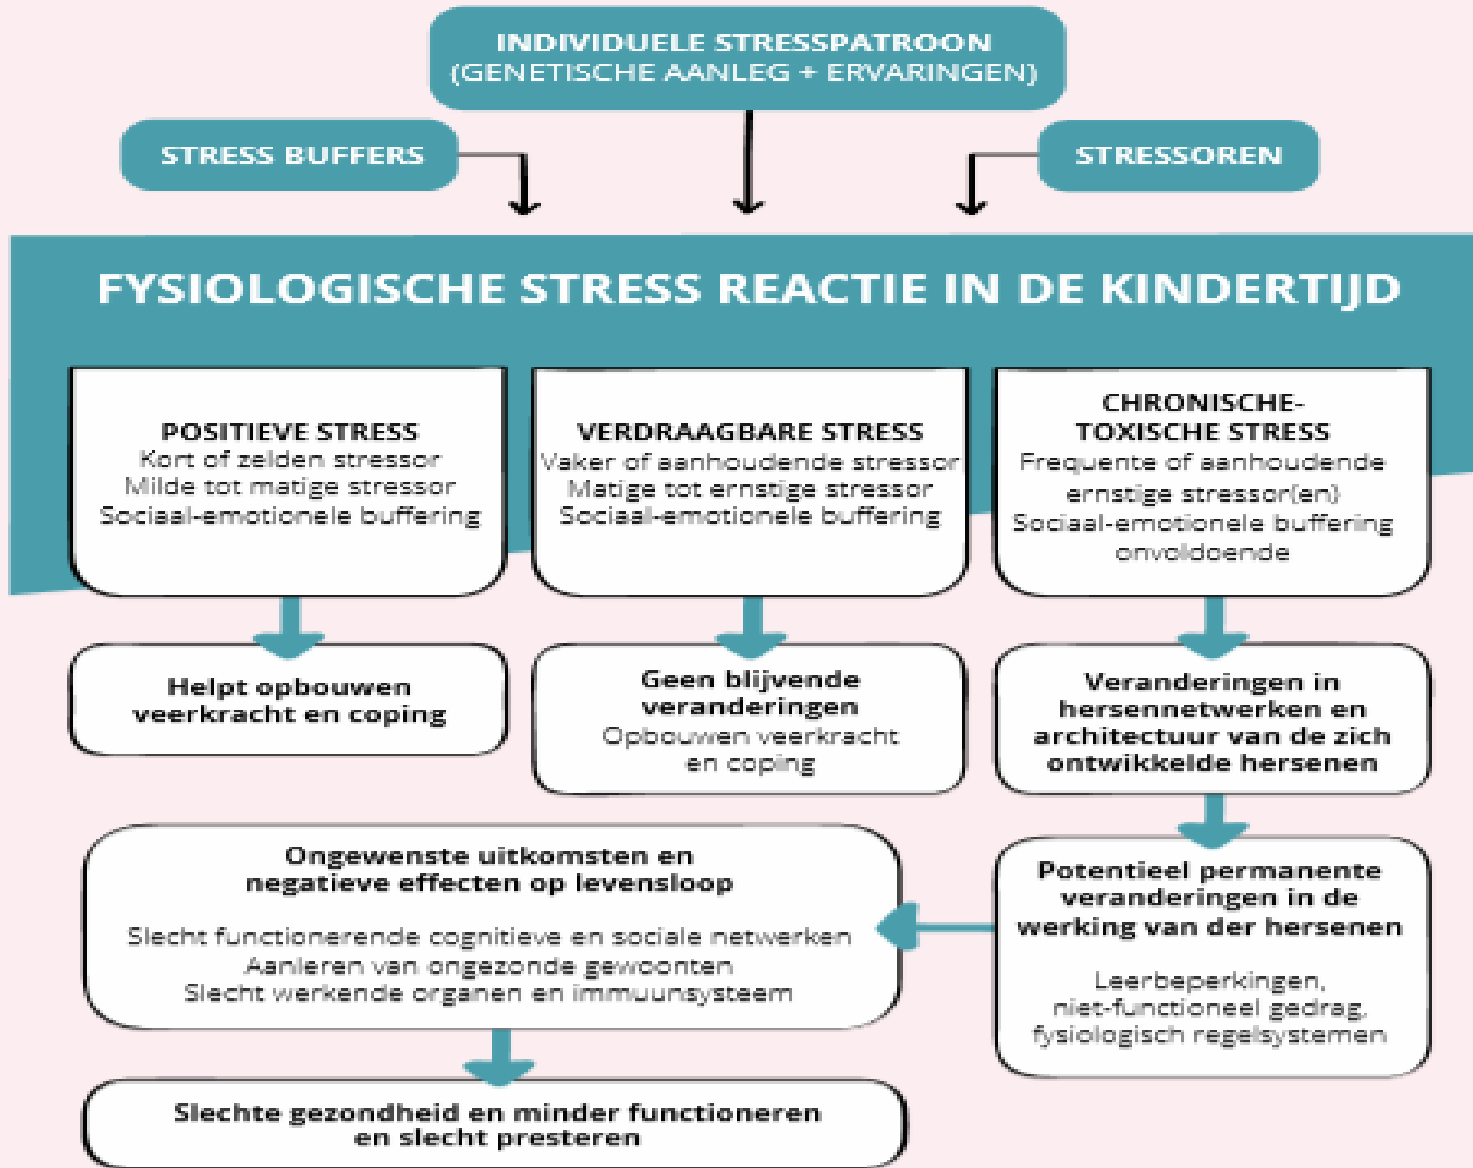 INDIVIDUELE STRESSPATROON
(GENETISCHE AANLEG + ERVARINGEN)
STRESS BUFFERS
STRESSOREN
FYSIOLOGISCHE STRESS REACTIE IN DE KINDERTIJD
POSITIEVE STRESS
Kort of zelden stressor
Milde tot matige stressor
Sociaal-emotionele buffering
VERDRAAGBARE STRESS
Vaker of aanhoudende stressor
Matige tot ernstige stressor
Sociaal-emotionele buffering
CHRONISCHE-
TOXISCHE STRESS
Frequente of aanhoudende
ernstige stressor(en)
Sociaal-emotionele buffering
onvoldoende
Helpt opbouwen
veerkracht en coping
Geen blijvende
veranderingen
Opbouwen veerkracht
en coping
Veranderingen in
hersennetwerken en
architectuur van de zich
ontwikkelde hersenen
Potentieel permanente
veranderingen in de
werking van der hersenen
Leerbeperkingen,
niet-functioneel gedrag,
fysiologisch regelsystemen
Ongewenste uitkomsten en
negatieve effecten op levensloop
Slecht functionerende cognitieve en sociale netwerken
Aanleren van ongezonde gewoonten
Slecht werkende organen en immuunsysteem
Slechte gezondheid en minder functioneren
en slecht presteren